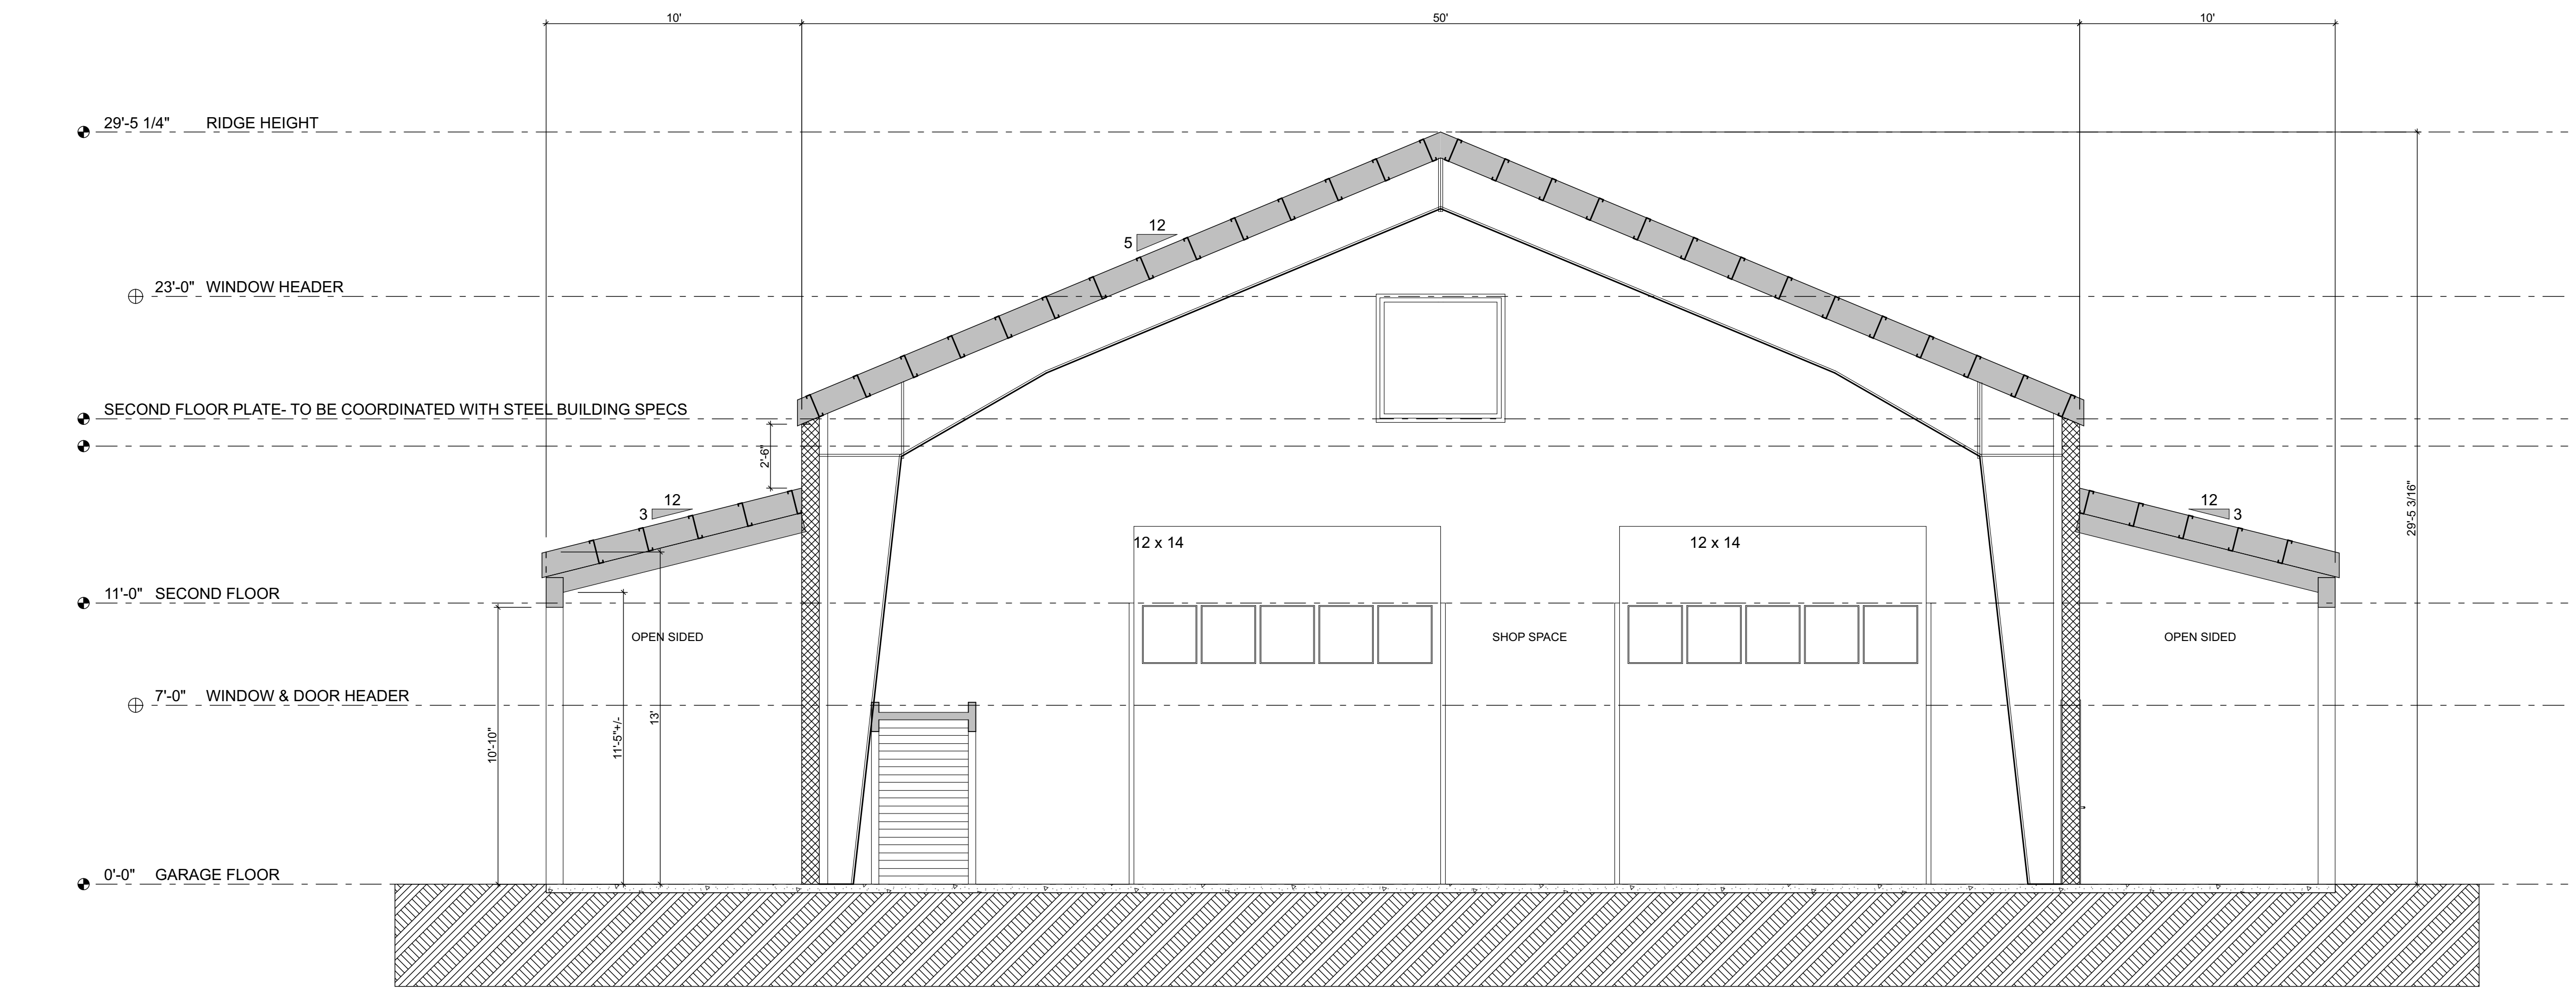 10'
50'
10'
29'-5 1/4" RIDGE HEIGHT
12
5
23'-0" WINDOW HEADER
SECOND FLOOR PLATE- TO BE COORDINATED WITH STEEL BUILDING SPECS
2'-6"
12
3
12
3
29'-5 3/16"
12 x 14
12 x 14
11'-0" SECOND FLOOR
OPEN SIDED
SHOP SPACE
OPEN SIDED
7'-0" WINDOW & DOOR HEADER
10'-10"
11'-5"+/-
13'
0'-0" GARAGE FLOOR